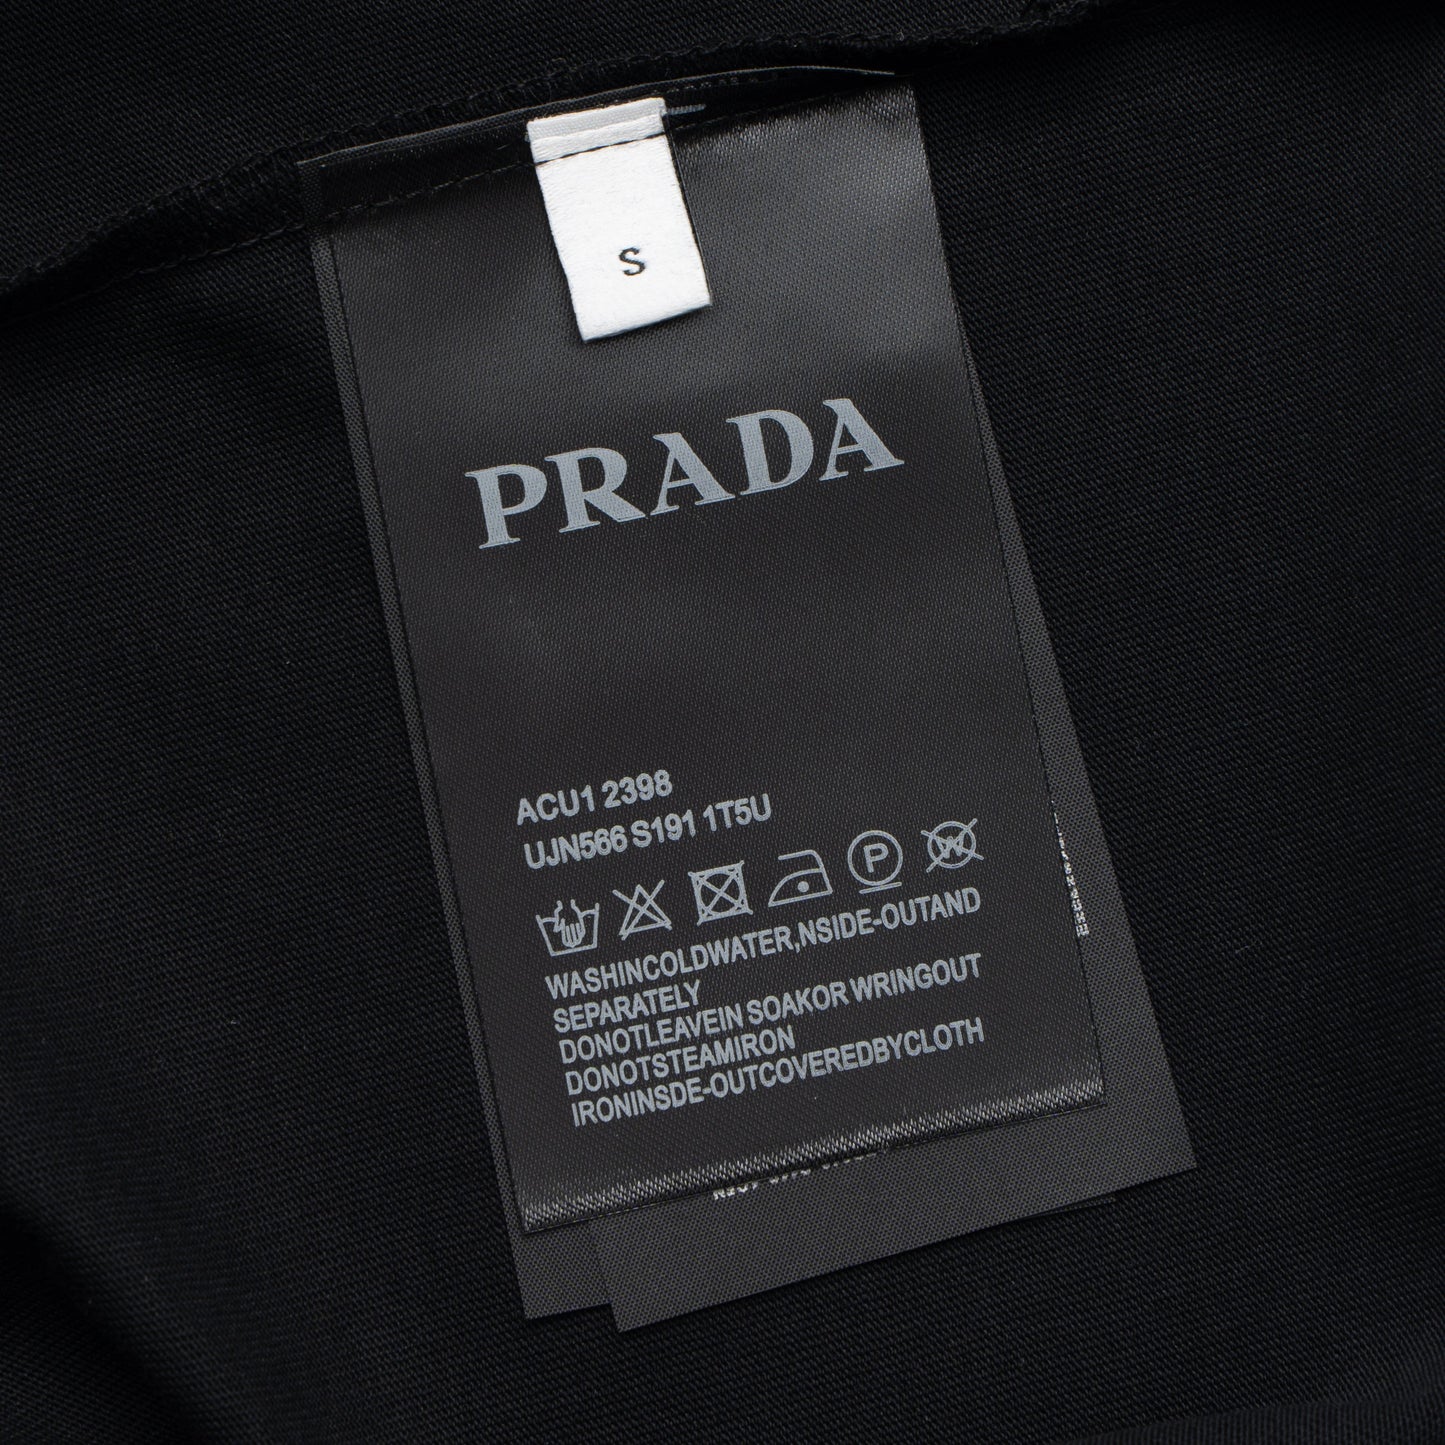 S
PRADA
ACU1 2398
UJN566 S191 1T5U
P W
WASHINCOLDWATER,NSIDE-OUTAND
SEPARATELY
DONOTLEAVEIN SOAKOR WRINGOUT
DONOTSTEAMIRON
IRONINSDE-OUTCOVEREDBYCLOTH